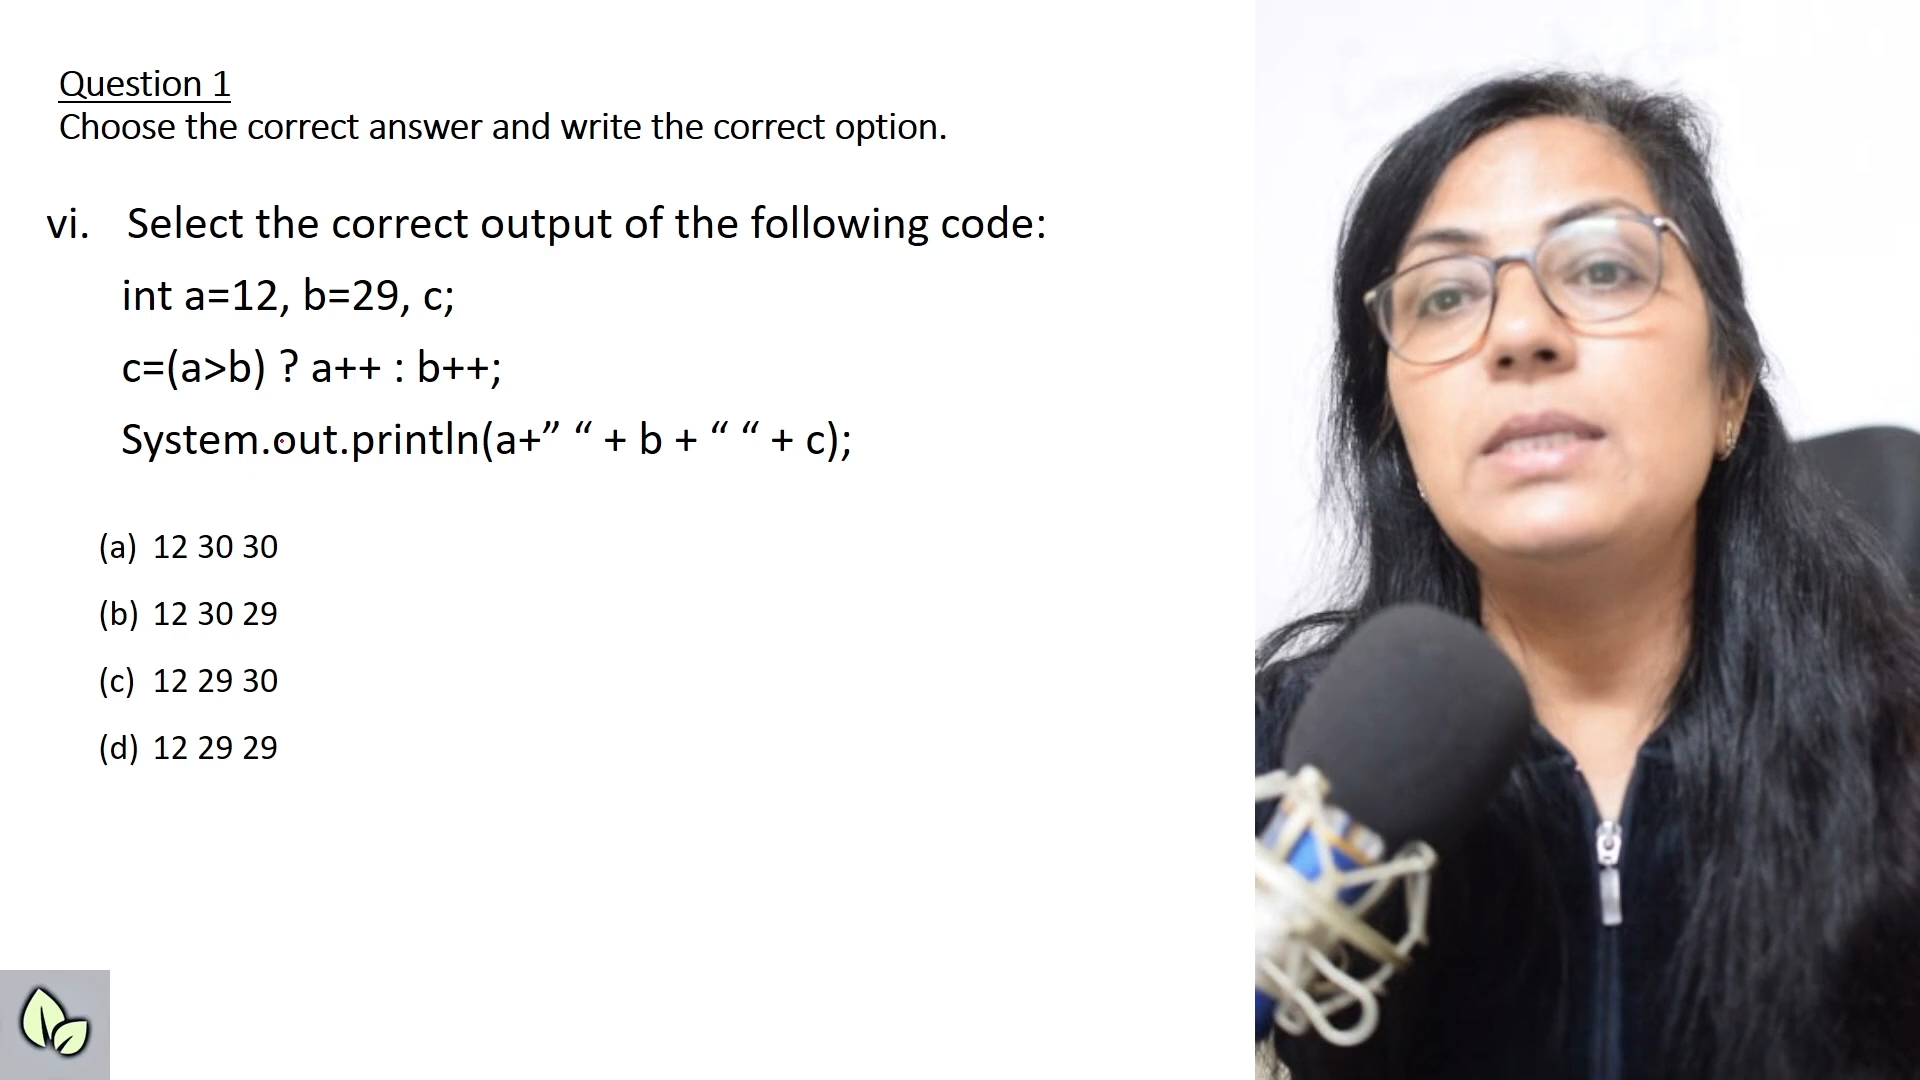 Question 1
Choose the correct answer and write the correct option.
vi. Select the correct output of the following code:
int a=12, b=29, c;
c=(a>b) ? a++ : b++;
System.out.println(a+” “ + b + “ “ + c);
(a) 12 30 30
(b) 12 30 29
(c) 12 29 30
(d) 12 29 29